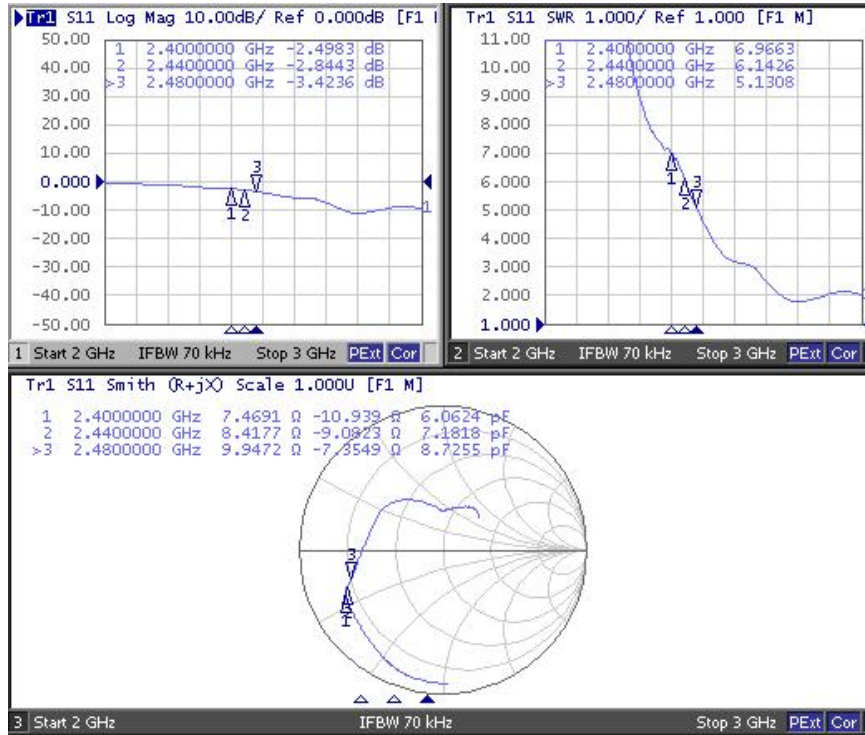 Tr1 S11 Log Mag 10.00dB/ Ref 0.000dB [F1
50.00
40.00
30.00
20.00
10.00
0.000
-10.00
-20.00
-30.00
-40.00
-50.00
1 2.4000000 GHz -2.4983 dB
2 2.4400000 GHz -2.8443 dB
>3 2.4800000 GHz -3.4236 dB
3
1 2
1
1 Start 2 GHz IFBW 70 kHz Stop 3 GHz PExt Cor
Tr1 S11 SWR 1.000/ Ref 1.000 [F1 M]
11.00
10.00
9.000
8.000
7.000
6.000
5.000
4.000
3.000
2.000
1.000
1 2.4000000 GHz 6.9663
2 2.4400000 GHz 6.1426
>3 2.4800000 GHz 5.1308
1
3
2
2 Start 2 GHz IFBW 70 kHz Stop 3 GHz PExt Cor
Tr1 S11 Smith (R+jX) Scale 1.000U [F1 M]
1 2.4000000 GHz 7.4691 Ω -10.939 Ω 6.0624 pF
2 2.4400000 GHz 8.4177 Ω -9.0823 Ω 7.1818 pF
>3 2.4800000 GHz 9.9472 Ω -7.3549 Ω 8.7255 pF
3
1
3 Start 2 GHz IFBW 70 kHz Stop 3 GHz PExt Cor